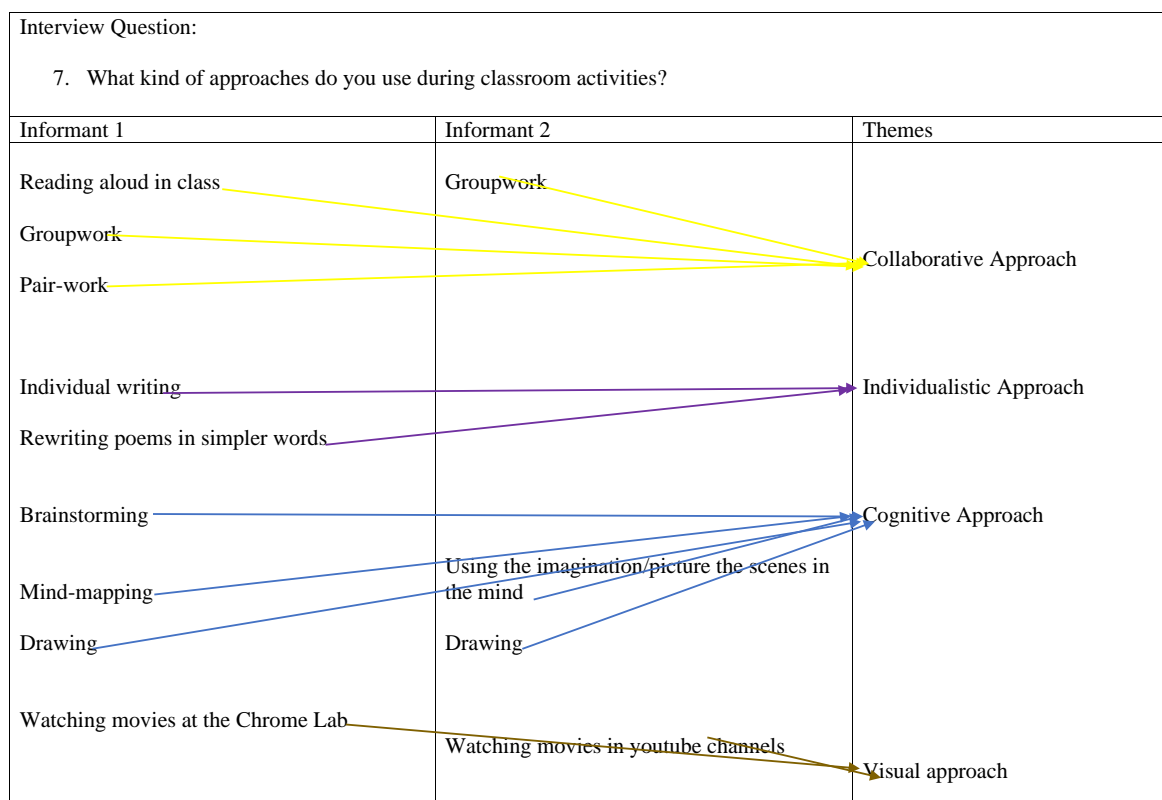 Interview Question:
7. What kind of approaches do you use during classroom activities?
Informant 1
Informant 2
Themes
Reading aloud in class
Groupwork
Groupwork
Collaborative Approach
Pair-work
Individual writing
Individualistic Approach
Rewriting poems in simpler words
Brainstorming
Cognitive Approach
Using the imagination/picture the scenes in
the mind
Mind-mapping
Drawing
Drawing
Watching movies at the Chrome Lab
Watching movies in youtube channels
Visual approach